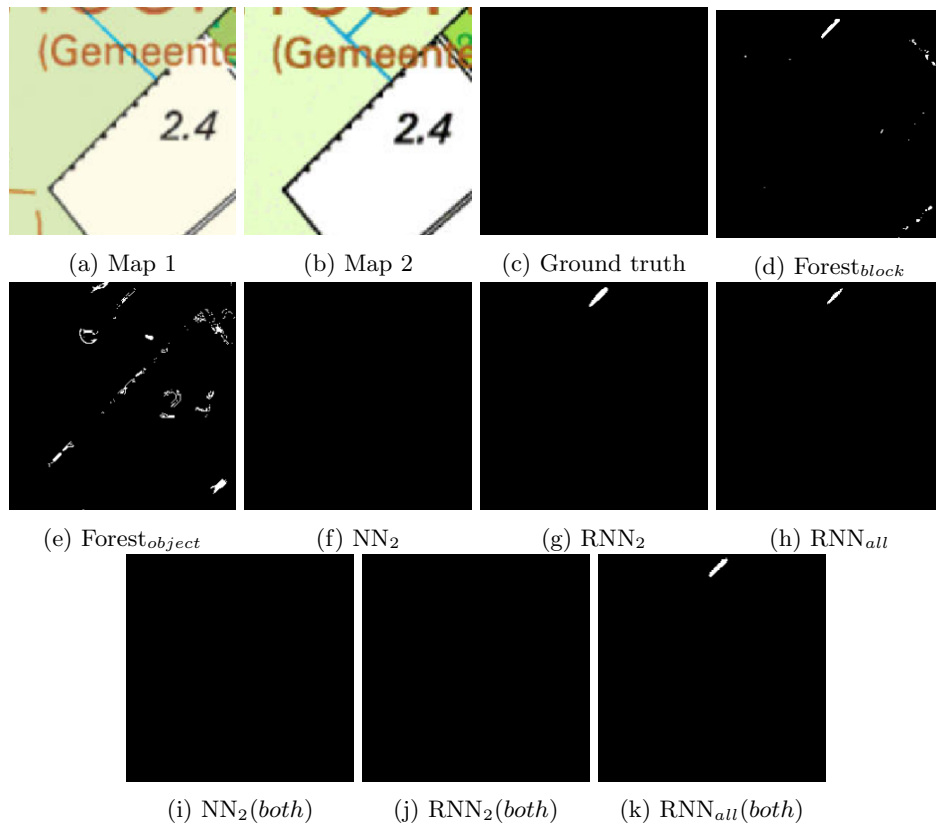 (Gemeente
2.4
(Gemeente
2.4
(a) Map 1
(b) Map 2
(c) Ground truth
(d) Forest_block
(e) Forest_object
(f) NN_2
(g) RNN_2
(h) RNN_all
(i) NN_2(both)
(j) RNN_2(both)
(k) RNN_all(both)